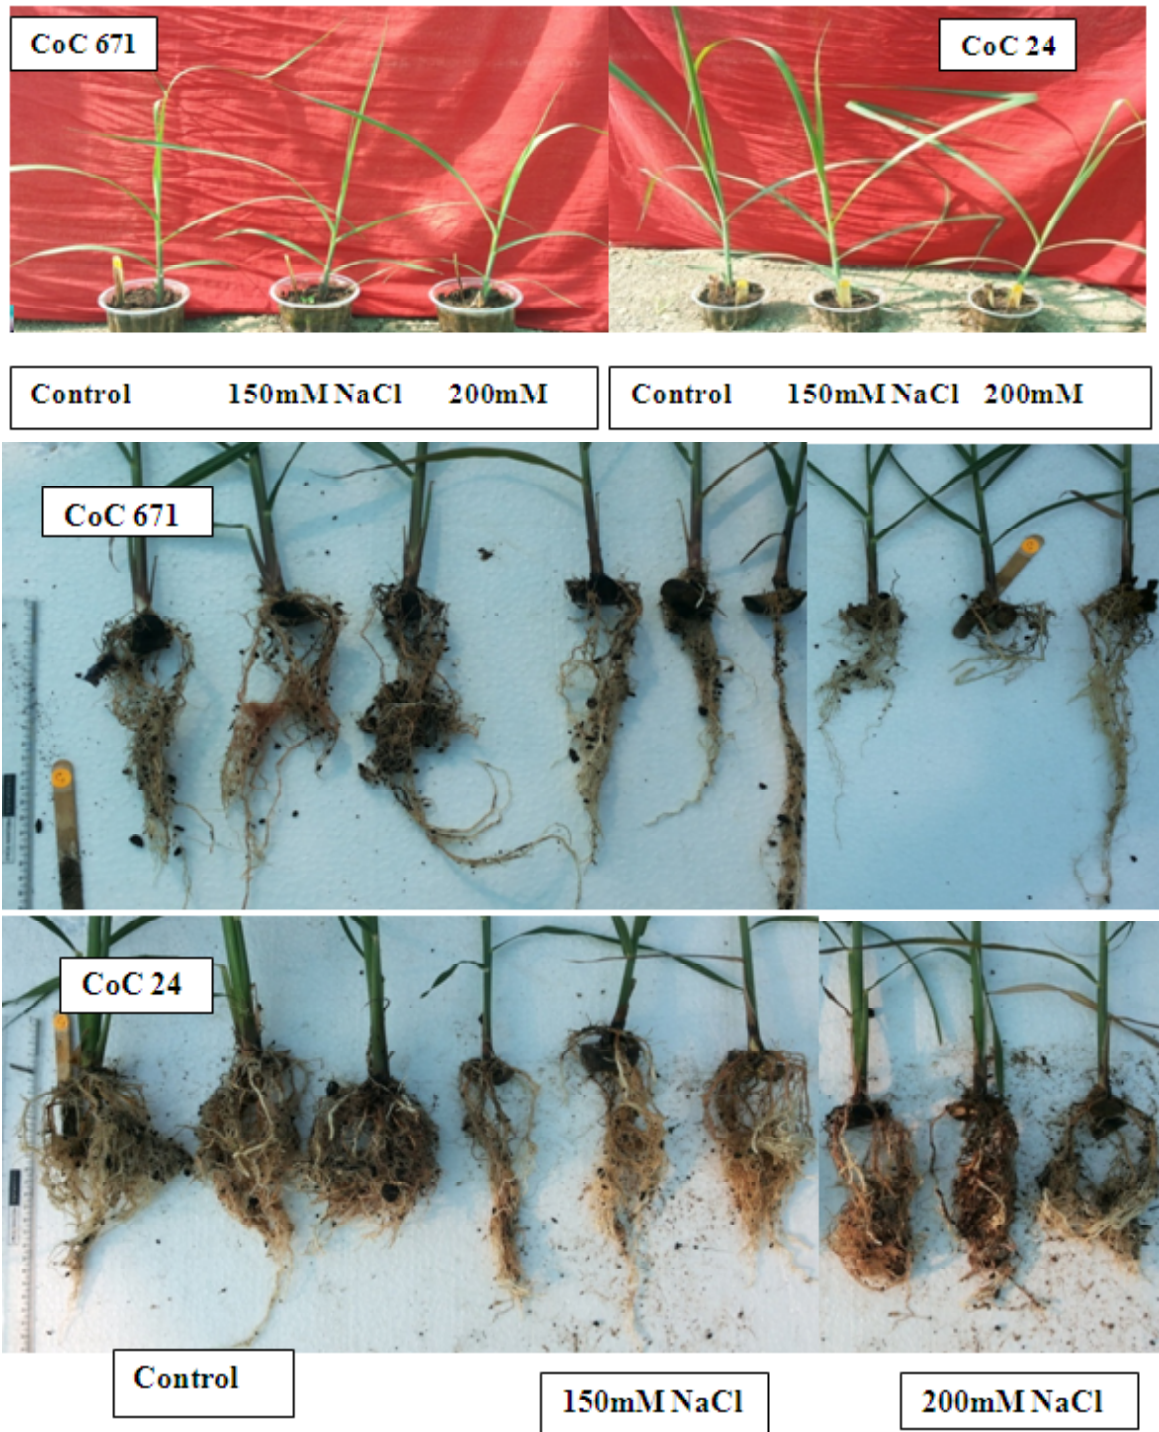 CoC 671
CoC 24
Control 150mM NaCl 200mM
Control 150mM NaCl 200mM
CoC 671
CoC 24
Control
150mM NaCl
200mM NaCl